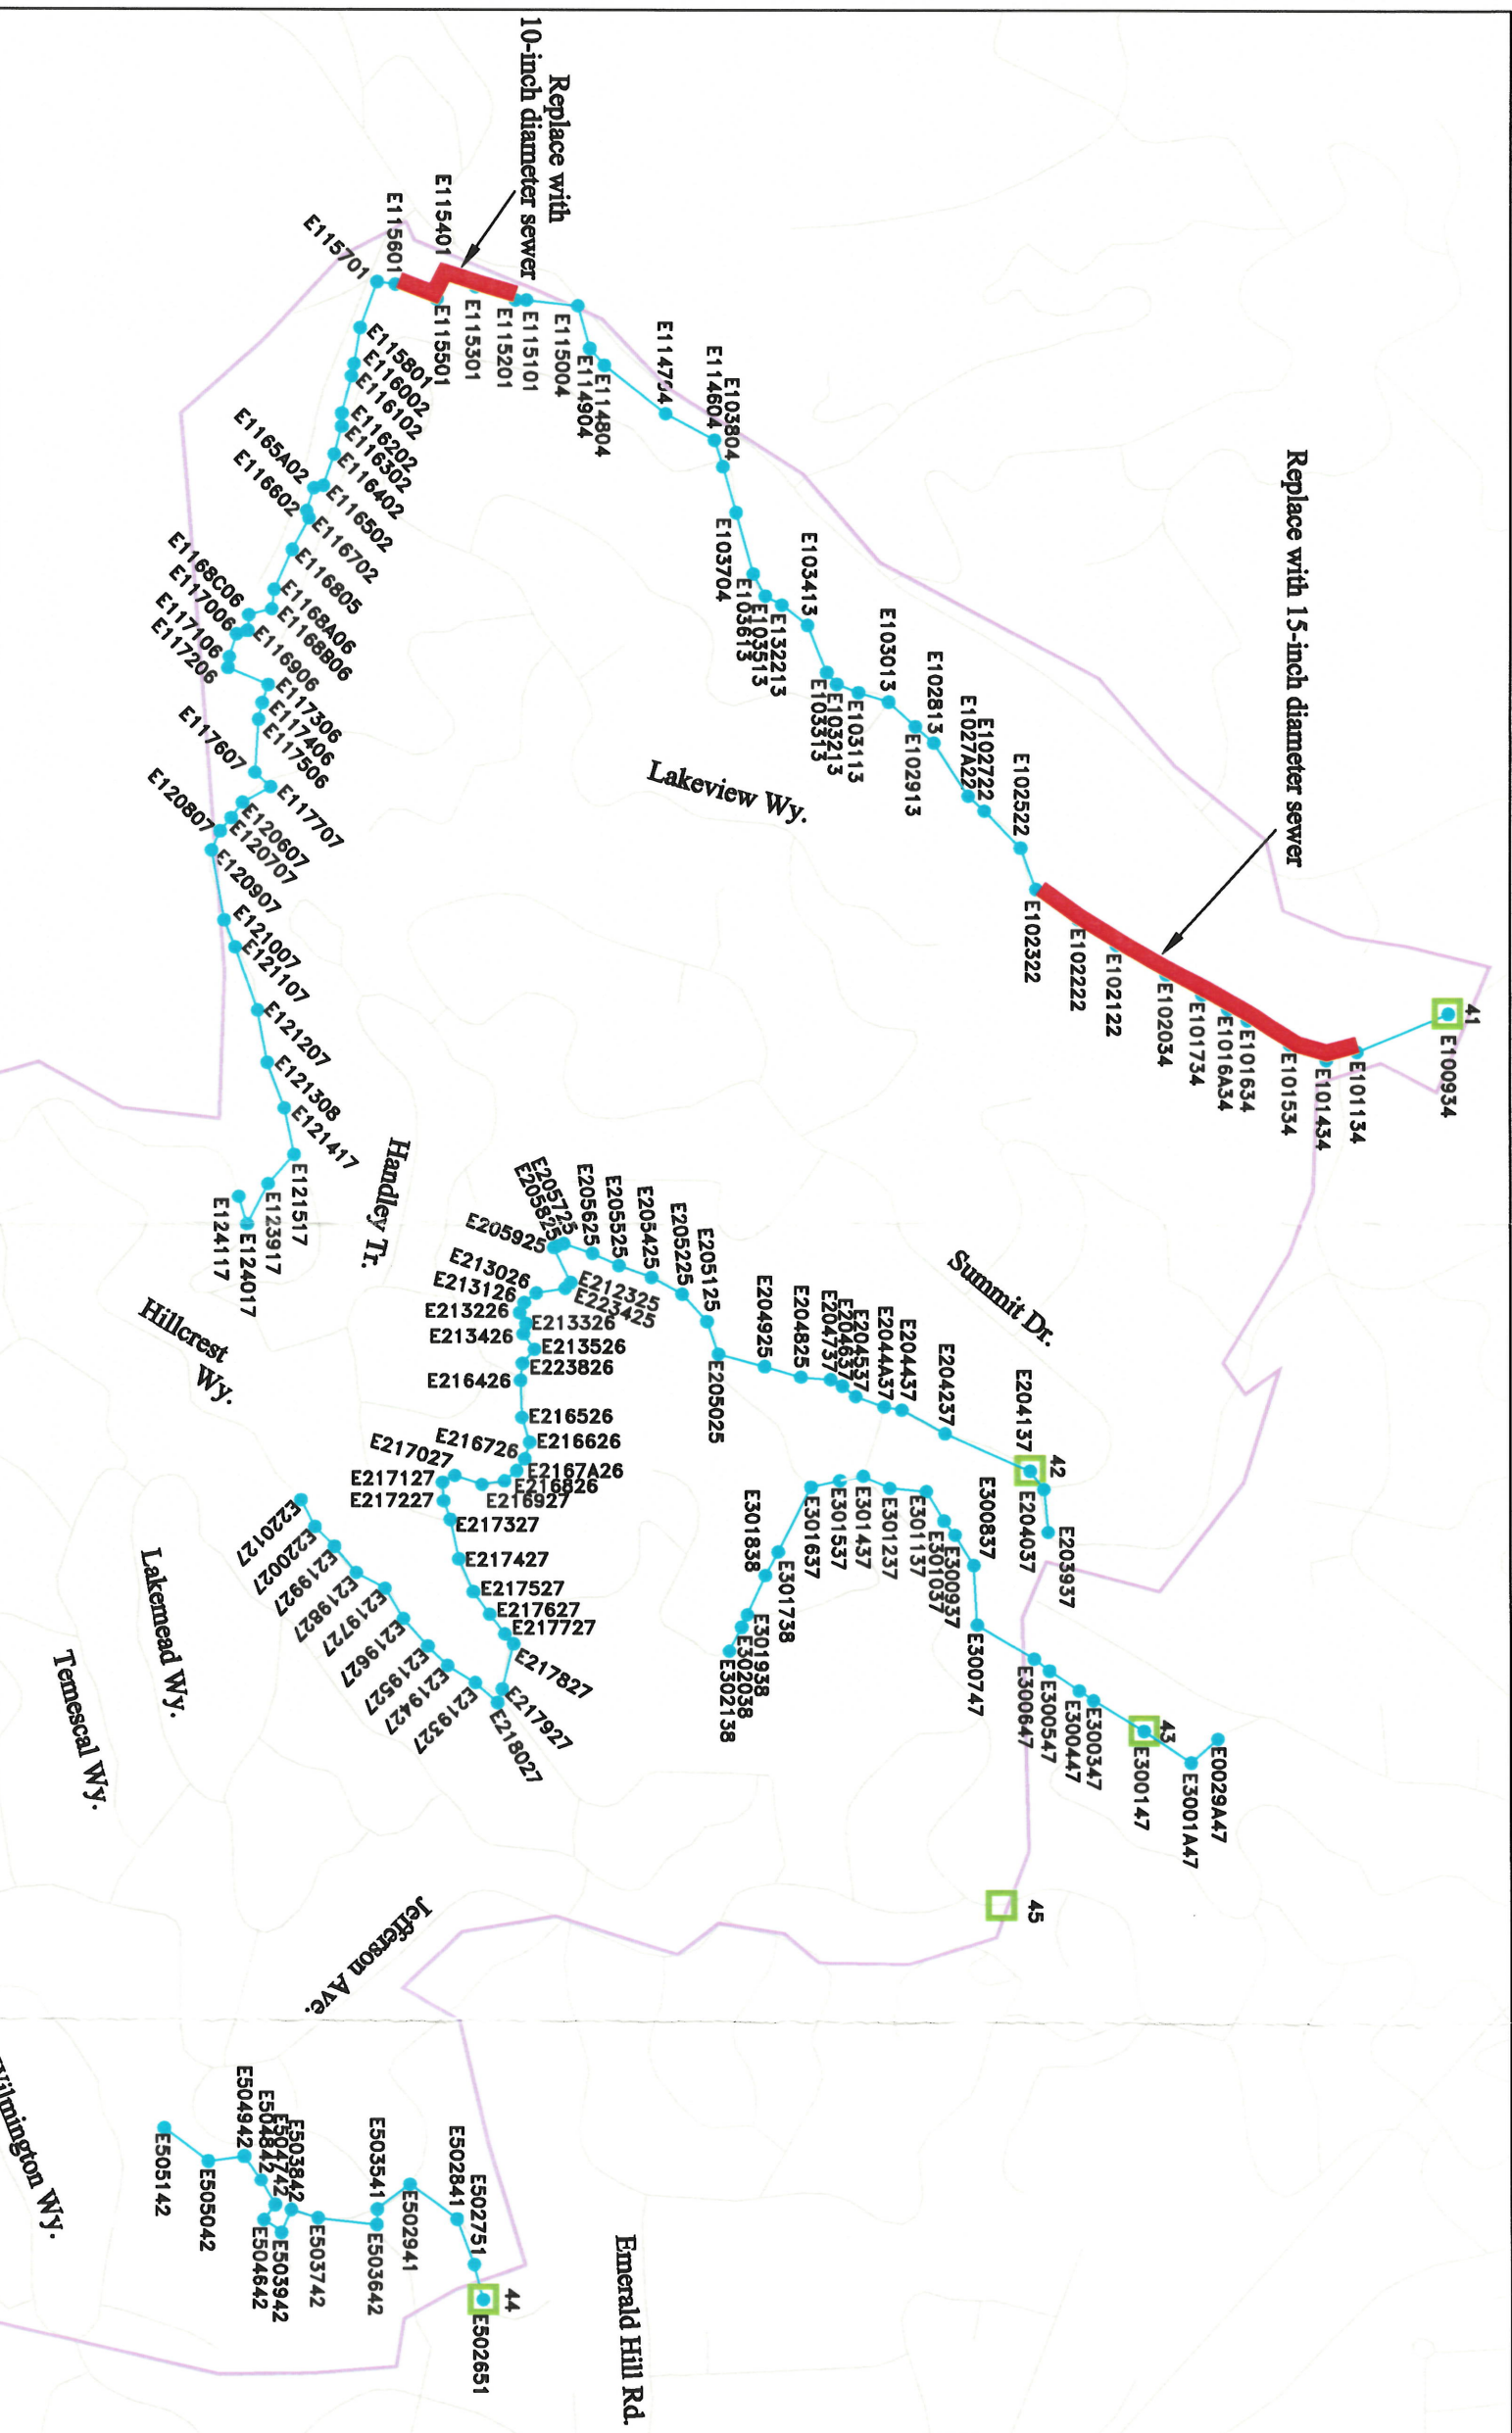 Replace with
10-inch diameter sewer
Replace with 15-inch diameter sewer
41
E100934
E101134
E101434
E101534
E101634
E1016A34
E101734
E102034
E102122
E102222
E102322
E102522
E102722
E1027A22
E102813
E102913
E103013
E103113
E103213
E103313
E103413
E132213
E103513
E103613
E103704
E103804
E114604
E114704
E114804
E114904
E115004
E115101
E115201
E115301
E115401
E115501
E115601
E115701
E115801
E116002
E116102
E116202
E116302
E116402
E116502
E1165A02
E116602
E116702
E116805
E1168A06
E1168B06
E1168C06
E116906
E117006
E117106
E117206
E117306
E117406
E117506
E117607
E117707
E120607
E120707
E120807
E120907
E121007
E121107
E121207
E121308
E121417
E121517
E123917
E124017
E124117
Lakeview Wy.
Handley Tr.
Hillcrest
Wy.
Summit Dr.
42
E203937
E204037
E204137
E204237
E204437
E2044A37
E204537
E204637
E204737
E204825
E204925
E205025
E205125
E205225
E205425
E205525
E205625
E205725
E205825
E205925
E212325
E223425
E213026
E213126
E213226
E213326
E213426
E213526
E223826
E216426
E216526
E216626
E216726
E2167A26
E216826
E216927
E217027
E217127
E217227
E217327
E217427
E217527
E217627
E217727
E217827
E217927
E218027
E219327
E219427
E219527
E219627
E219727
E219827
E219927
E220027
E220127
43
E0029A47
E3001A47
E300147
E300347
E300447
E300547
E300647
E300747
E300837
E300937
E301037
E301137
E301237
E301437
E301537
E301637
E301738
E301838
E301938
E302038
E302138
45
Lakemead Wy.
Temescal Wy.
Jefferson Ave.
44
E502651
E502751
E502841
E502941
E503541
E503642
E503742
E503842
E503942
E504642
E504742
E504842
E504942
E505042
E505142
Emerald Hill Rd.
Wilmington Wy.